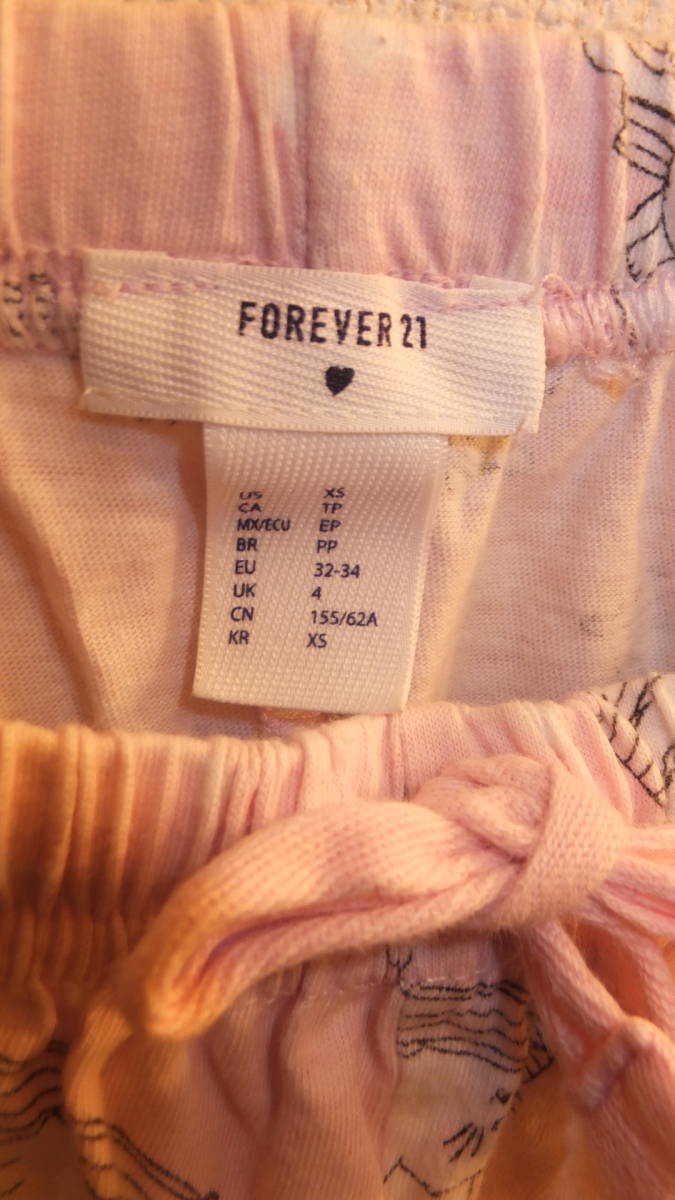 FOREVER 21
US XS
CA TP
MX/ECU EP
BR PP
EU 32-34
UK 4
CN 155/62A
KR XS